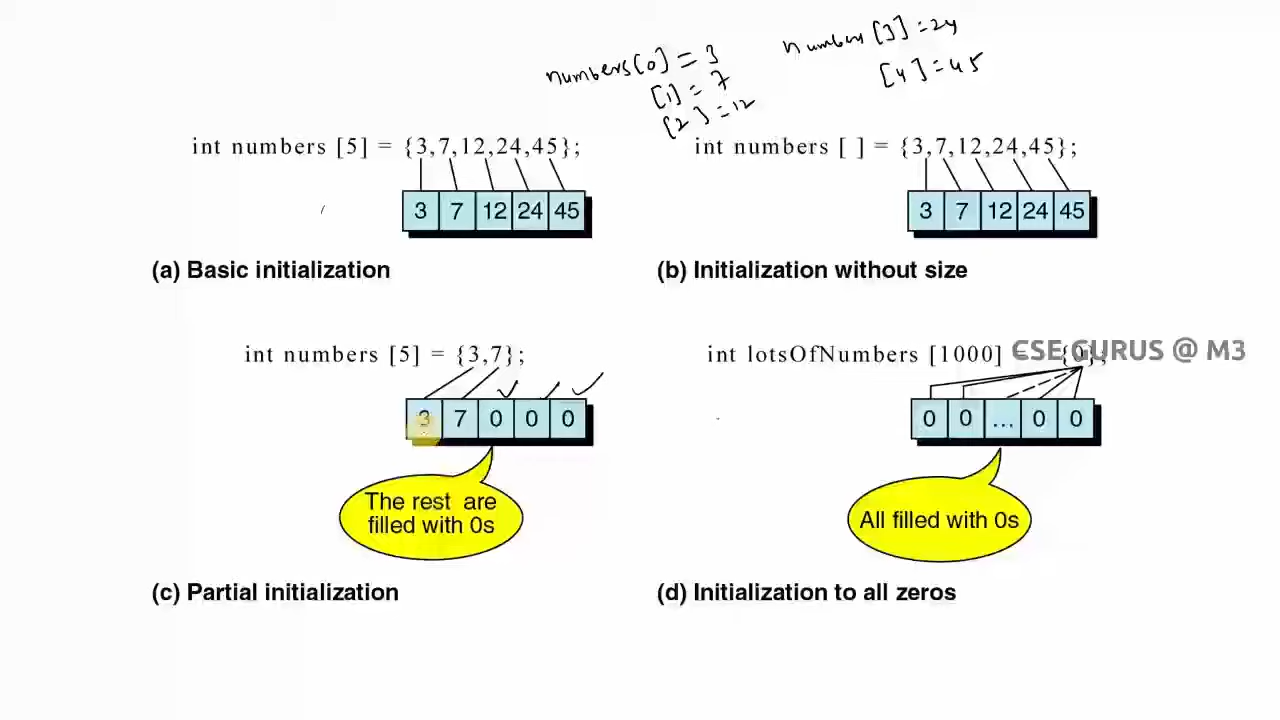 numbers[0] = 3
[1] = 7
[2] = 12
numbers[3] = 24
[4] = 45
int numbers [5] = {3,7,12,24,45};
3 7 12 24 45
(a) Basic initialization
int numbers [ ] = {3,7,12,24,45};
3 7 12 24 45
(b) Initialization without size
int numbers [5] = {3,7};
3 7 0 0 0
The rest are
filled with 0s
(c) Partial initialization
int lotsOfNumbers [1000] = {0};
CSE GURUS @ M3
0 0 ... 0 0
All filled with 0s
(d) Initialization to all zeros